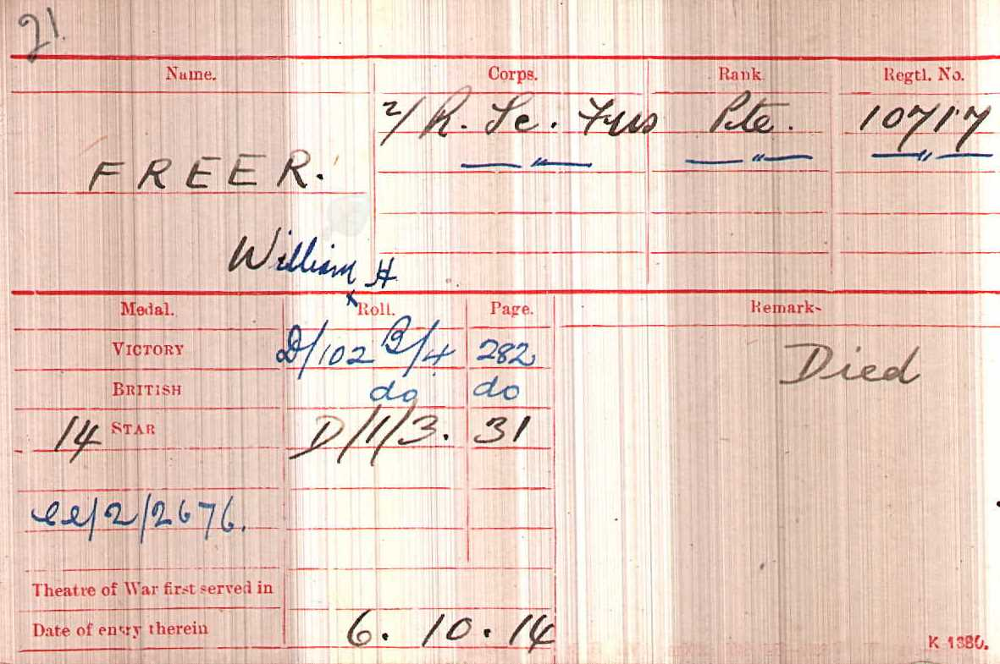 21
Name. Corps. Rank Regtl. No.
2/R. Sc. Fus Pte. 10717
FREER. — " — — " — — " —
William H
x
Medal. Roll. Page. Remark-
VICTORY D/102 B/4 282
BRITISH do do
14 STAR D/1/3. 31
Died
ee/2/2676.
Theatre of War first served in
Date of entry therein 6. 10. 14
K 1380.